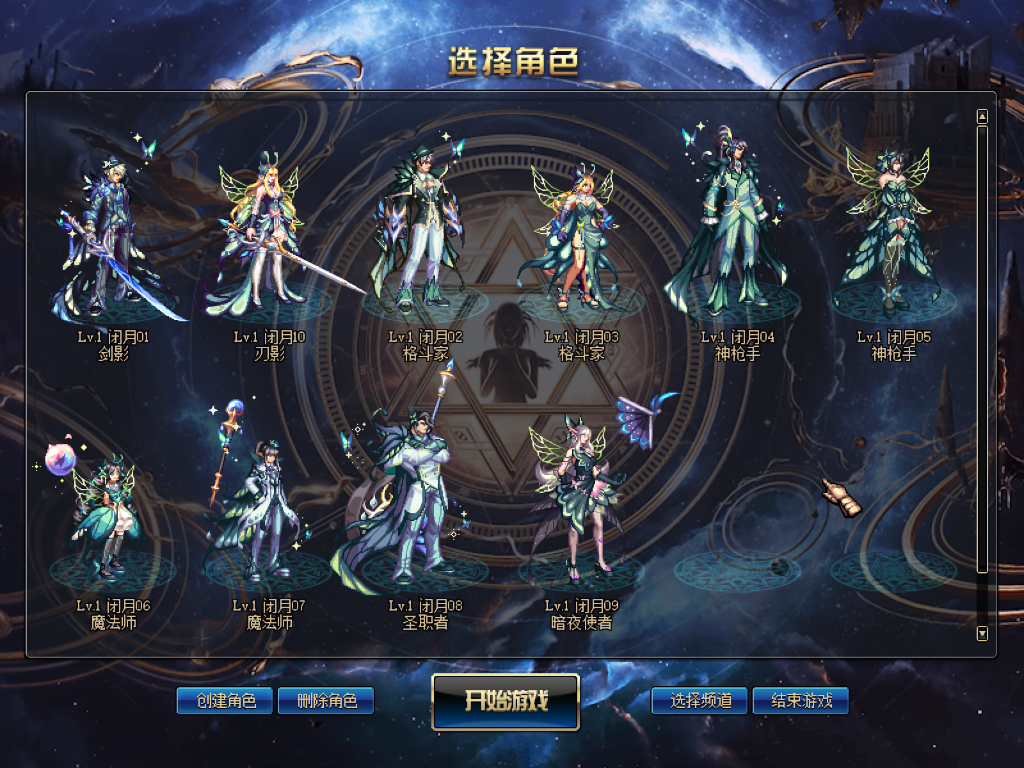 选择角色
Lv.1 闭月01
剑影
Lv.1 闭月10
刃影
Lv.1 闭月02
格斗家
Lv.1 闭月03
格斗家
Lv.1 闭月04
神枪手
Lv.1 闭月05
神枪手
Lv.1 闭月06
魔法师
Lv.1 闭月07
魔法师
Lv.1 闭月08
圣职者
Lv.1 闭月09
暗夜使者
创建角色
删除角色
开始游戏
选择频道
结束游戏